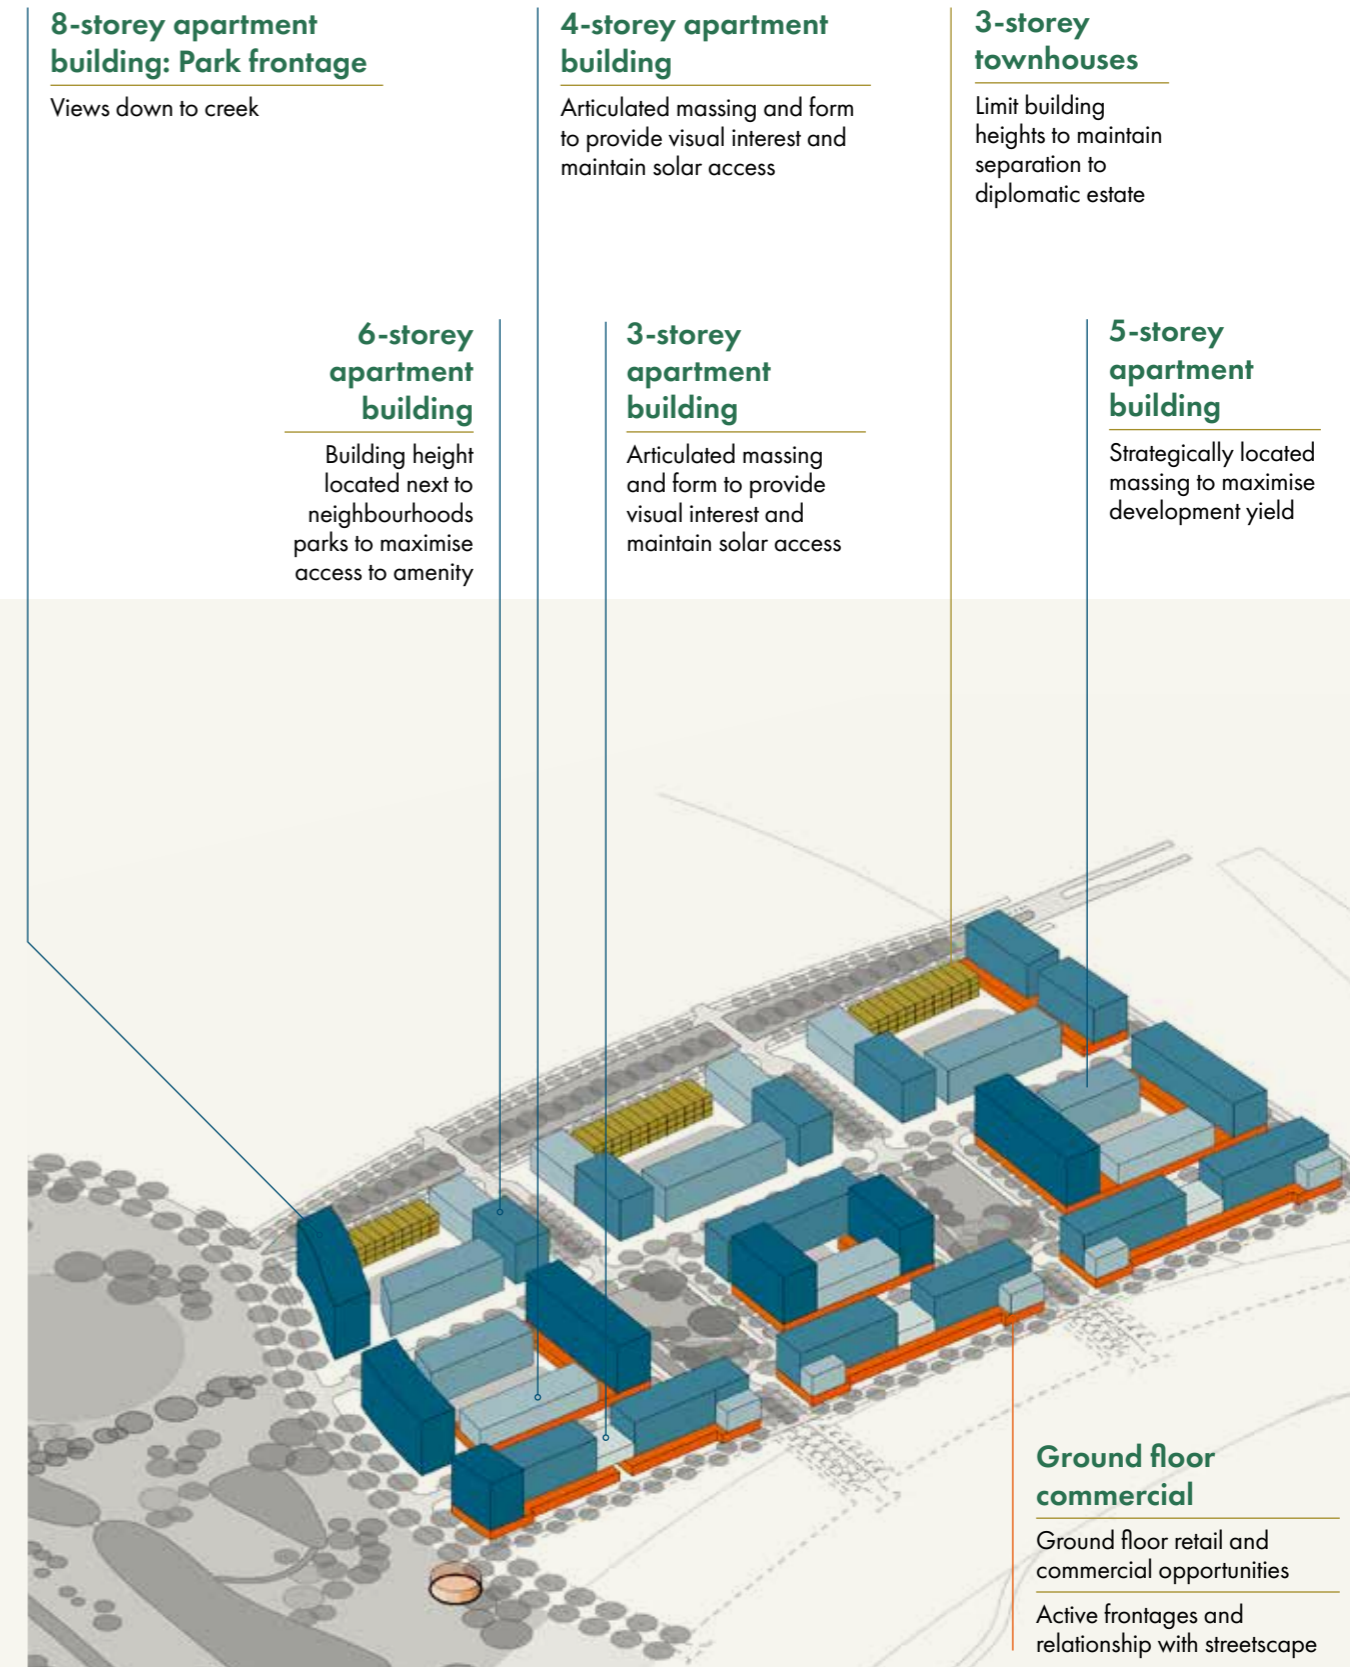 8-storey apartment
building: Park frontage
Views down to creek
4-storey apartment
building
Articulated massing and form
to provide visual interest and
maintain solar access
3-storey
townhouses
Limit building
heights to maintain
separation to
diplomatic estate
6-storey
apartment
building
Building height
located next to
neighbourhoods
parks to maximise
access to amenity
3-storey
apartment
building
Articulated massing
and form to provide
visual interest and
maintain solar access
5-storey
apartment
building
Strategically located
massing to maximise
development yield
Ground floor
commercial
Ground floor retail and
commercial opportunities
Active frontages and
relationship with streetscape